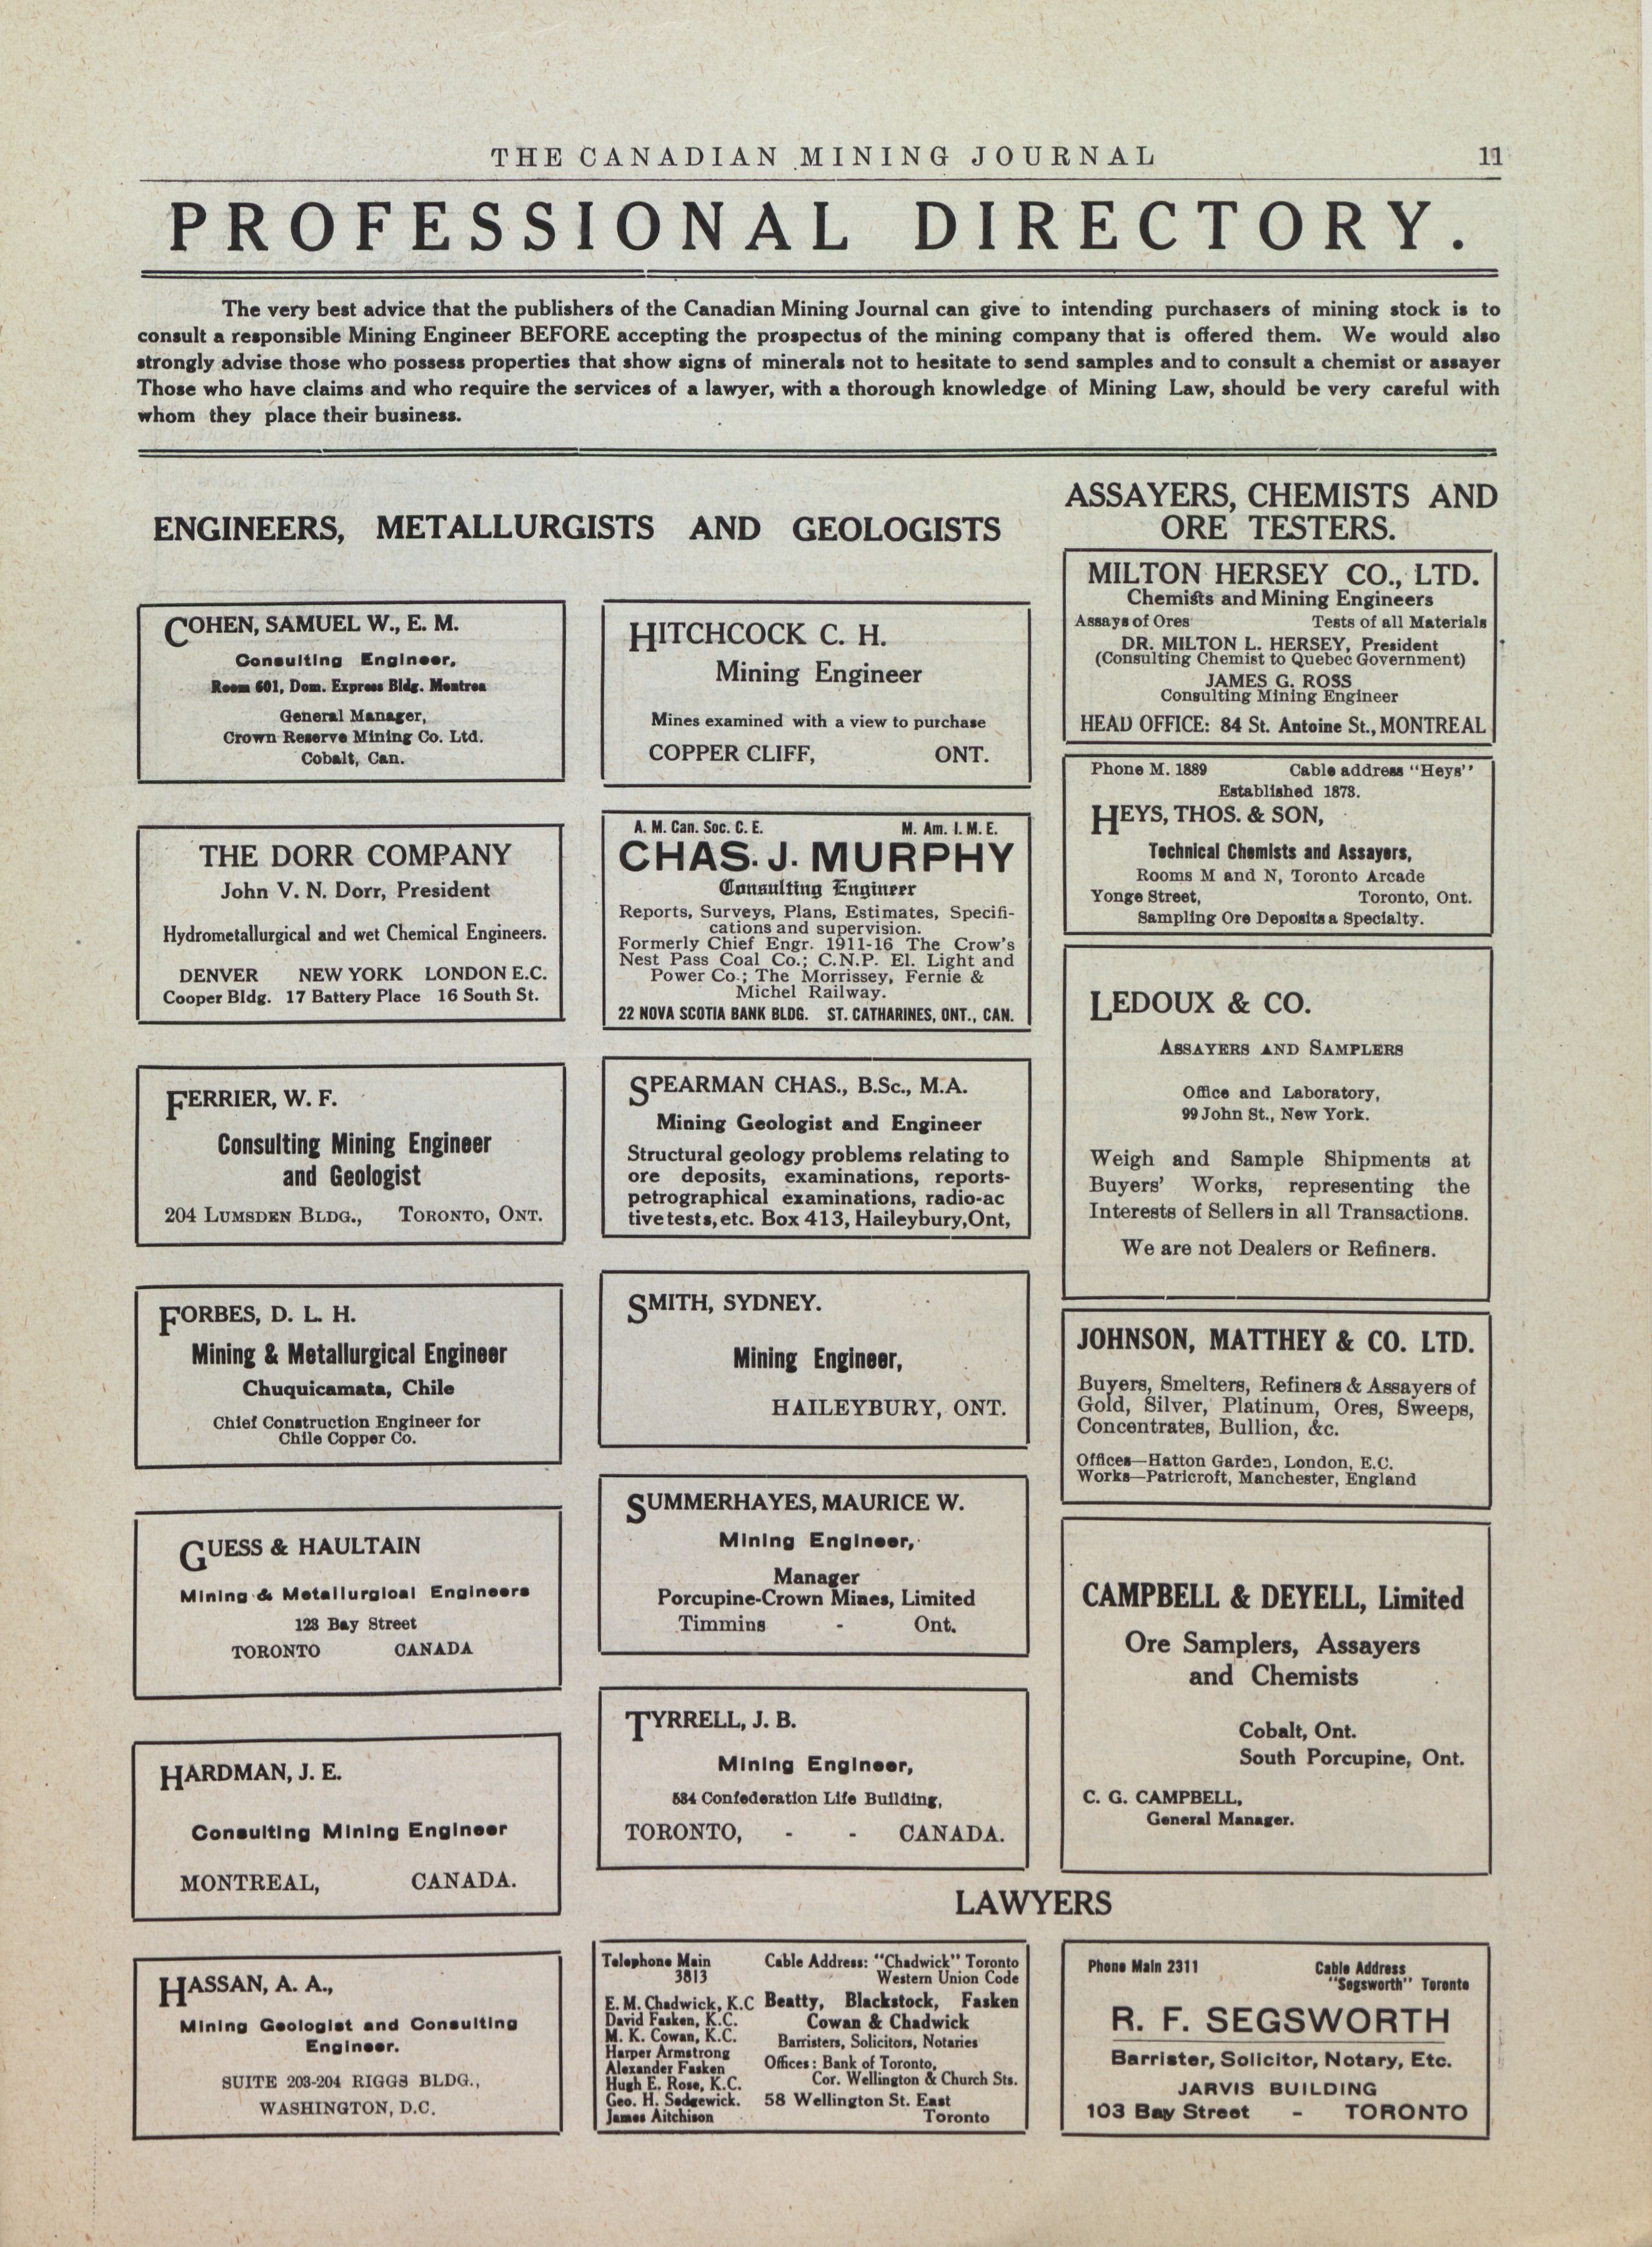 THE CANADIAN MINING JOURNAL 11
PROFESSIONAL DIRECTORY.
The very best advice that the publishers of the Canadian Mining Journal can give to intending purchasers of mining stock is to
consult a responsible Mining Engineer BEFORE accepting the prospectus of the mining company that is offered them. We would also
strongly advise those who possess properties that show signs of minerals not to hesitate to send samples and to consult a chemist or assayer
Those who have claims and who require the services of a lawyer, with a thorough knowledge of Mining Law, should be very careful with
whom they place their business.
ENGINEERS, METALLURGISTS AND GEOLOGISTS
COHEN, SAMUEL W., E. M.
Consulting Engineer,
Room 601, Dom. Express Bldg. Montrea
General Manager,
Crown Reserve Mining Co. Ltd.
Cobalt, Can.
THE DORR COMPANY
John V. N. Dorr, President
Hydrometallurgical and wet Chemical Engineers.
DENVER NEW YORK LONDON E.C.
Cooper Bldg. 17 Battery Place 16 South St.
FERRIER, W. F.
Consulting Mining Engineer
and Geologist
204 LUMSDEN BLDG., TORONTO, ONT.
FORBES, D. L. H.
Mining & Metallurgical Engineer
Chuquicamata, Chile
Chief Construction Engineer for
Chile Copper Co.
GUESS & HAULTAIN
Mining & Metallurgical Engineers
123 Bay Street
TORONTO CANADA
HARDMAN, J. E.
Consulting Mining Engineer
MONTREAL, CANADA.
HASSAN, A. A.,
Mining Geologist and Consulting
Engineer.
SUITE 203-204 RIGGS BLDG.,
WASHINGTON, D.C.
HITCHCOCK C. H.
Mining Engineer
Mines examined with a view to purchase
COPPER CLIFF, ONT.
A. M. Can. Soc. C. E. M. Am. I. M. E.
CHAS. J. MURPHY
Consulting Engineer
Reports, Surveys, Plans, Estimates, Specifi-
cations and supervision.
Formerly Chief Engr. 1911-16 The Crow's
Nest Pass Coal Co.; C.N.P. El. Light and
Power Co.; The Morrissey, Fernie &
Michel Railway.
22 NOVA SCOTIA BANK BLDG. ST. CATHARINES, ONT., CAN.
SPEARMAN CHAS., B.Sc., M.A.
Mining Geologist and Engineer
Structural geology problems relating to
ore deposits, examinations, reports-
petrographical examinations, radio-ac
tive tests, etc. Box 413, Haileybury, Ont,
SMITH, SYDNEY.
Mining Engineer,
HAILEYBURY, ONT.
SUMMERHAYES, MAURICE W.
Mining Engineer,
Manager
Porcupine-Crown Mines, Limited
Timmins - Ont.
TYRRELL, J. B.
Mining Engineer,
534 Confederation Life Building,
TORONTO, - - CANADA.
ASSAYERS, CHEMISTS AND
ORE TESTERS.
MILTON HERSEY CO., LTD.
Chemists and Mining Engineers
Assays of Ores Tests of all Materials
DR. MILTON L. HERSEY, President
(Consulting Chemist to Quebec Government)
JAMES G. ROSS
Consulting Mining Engineer
HEAD OFFICE: 84 St. Antoine St., MONTREAL
Phone M. 1889 Cable address "Heys"
Established 1873.
HEYS, THOS. & SON,
Technical Chemists and Assayers,
Rooms M and N, Toronto Arcade
Yonge Street, Toronto, Ont.
Sampling Ore Deposits a Specialty.
LEDOUX & CO.
ASSAYERS AND SAMPLERS
Office and Laboratory,
99 John St., New York.
Weigh and Sample Shipments at
Buyers' Works, representing the
Interests of Sellers in all Transactions.
We are not Dealers or Refiners.
JOHNSON, MATTHEY & CO. LTD.
Buyers, Smelters, Refiners & Assayers of
Gold, Silver, Platinum, Ores, Sweeps,
Concentrates, Bullion, &c.
Offices—Hatton Garden, London, E.C.
Works—Patricroft, Manchester, England
CAMPBELL & DEYELL, Limited
Ore Samplers, Assayers
and Chemists
Cobalt, Ont.
South Porcupine, Ont.
C. G. CAMPBELL,
General Manager.
LAWYERS
Telephone Main
3813
E. M. Chadwick, K.C
David Fasken, K.C.
M. K. Cowan, K.C.
Harper Armstrong
Alexander Fasken
Hugh E. Rose, K.C.
Geo. H. Sedgewick.
James Aitchison
Cable Address: "Chadwick" Toronto
Western Union Code
Beatty, Blackstock, Fasken
Cowan & Chadwick
Barristers, Solicitors, Notaries
Offices: Bank of Toronto,
Cor. Wellington & Church Sts.
58 Wellington St. East
Toronto
Phone Main 2311 Cable Address
"Segsworth" Toronto
R. F. SEGSWORTH
Barrister, Solicitor, Notary, Etc.
JARVIS BUILDING
103 Bay Street - TORONTO